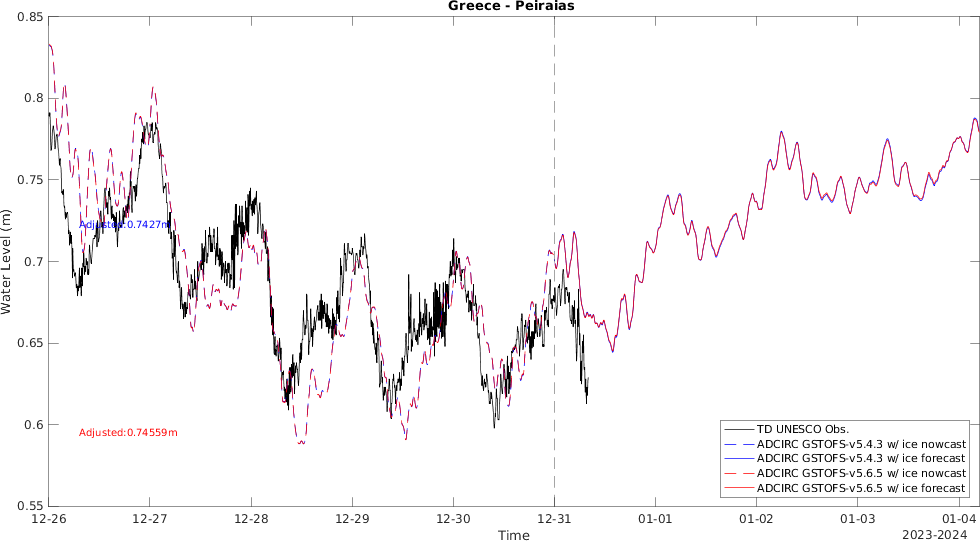 Greece - Peiraias
Water Level (m)
0.85
0.8
0.75
0.7
0.65
0.6
0.55
Adjusted:0.7427m
Adjusted:0.74559m
TD UNESCO Obs.
ADCIRC GSTOFS-v5.4.3 w/ ice nowcast
ADCIRC GSTOFS-v5.4.3 w/ ice forecast
ADCIRC GSTOFS-v5.6.5 w/ ice nowcast
ADCIRC GSTOFS-v5.6.5 w/ ice forecast
12-26 12-27 12-28 12-29 12-30 12-31 01-01 01-02 01-03 01-04
Time
2023-2024